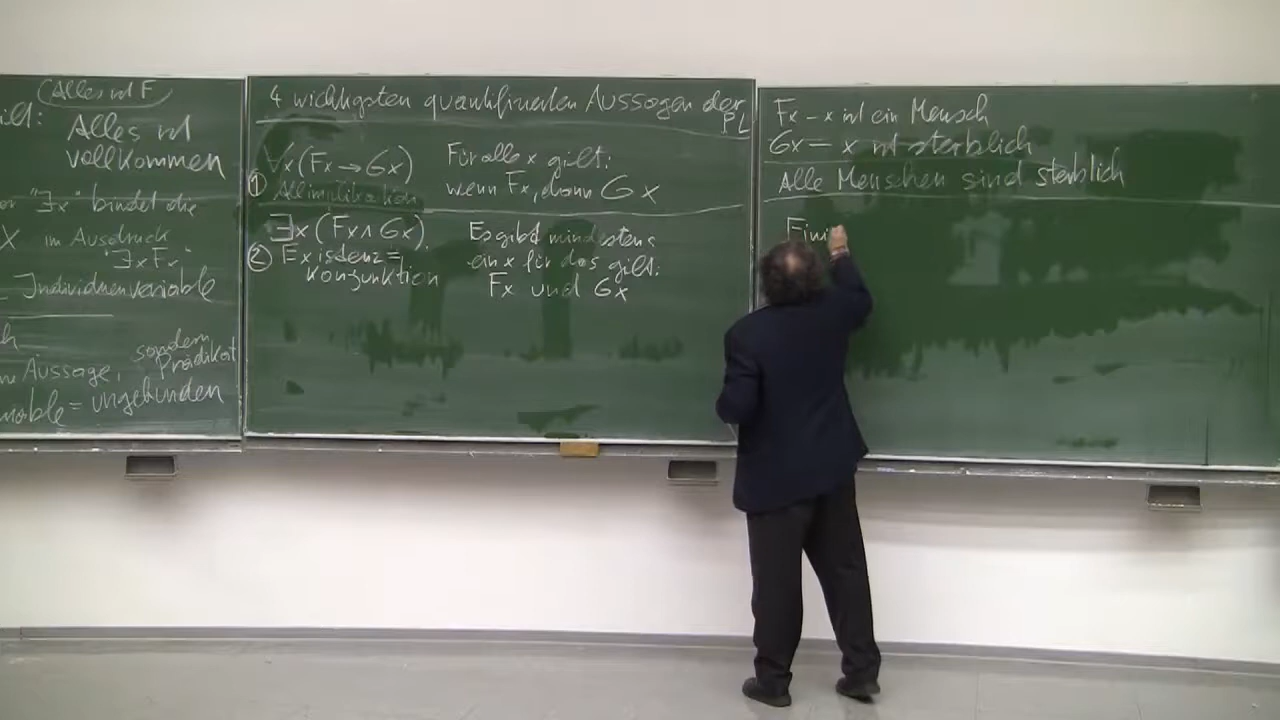 (Alles ist F)
Alles ist
vollkommen
"∃x" bindet die
x im Ausdruck
"∃xFx"
Individuenvariable
Aussage, sondern
Prädikat
= ungebunden
4 wichtigsten quantifizierten Aussagen der
PL
∀x(Fx→Gx)
① Allimplikation
Für alle x gilt:
wenn Fx, dann Gx
∃x(Fx∧Gx)
② Existenz=
konjunktion
Es gibt mindestens
ein x für das gilt:
Fx und Gx
Fx – x ist ein Mensch
Gx – x ist sterblich
Alle Menschen sind sterblich
Eini